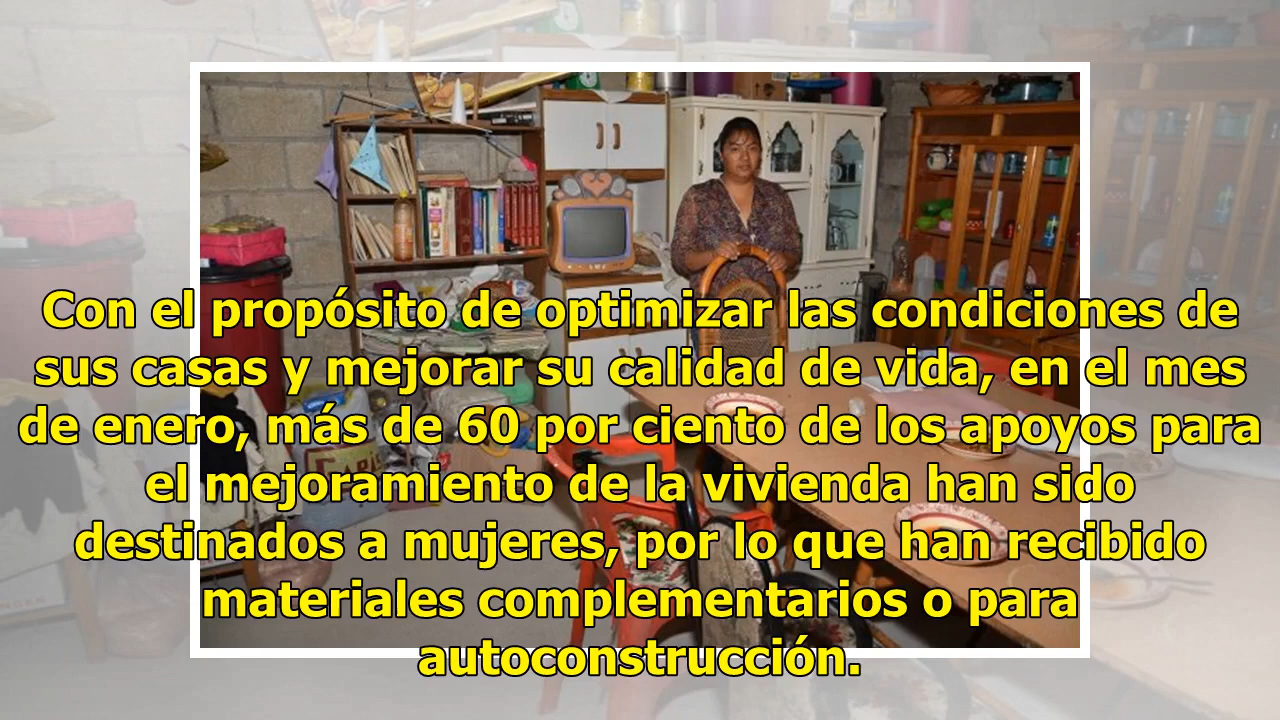 Con el propósito de optimizar las condiciones de
sus casas y mejorar su calidad de vida, en el mes
de enero, más de 60 por ciento de los apoyos para
el mejoramiento de la vivienda han sido
destinados a mujeres, por lo que han recibido
materiales complementarios o para
autoconstrucción.